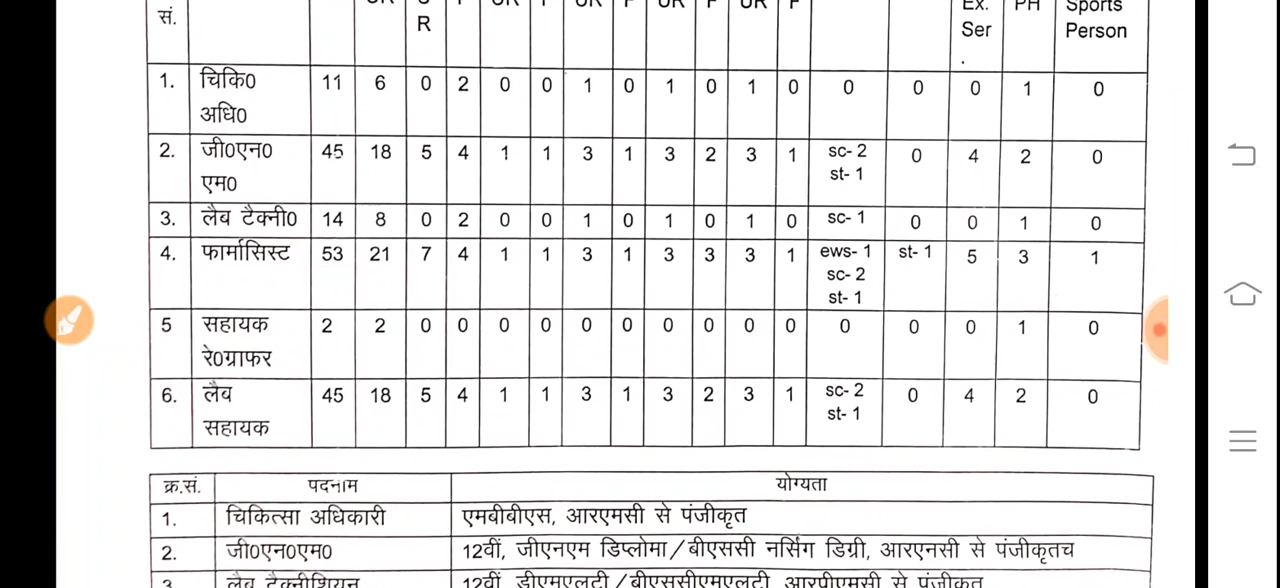 सं. R Ex. PH Sports
Ser Person
.
1. चिकि0 11 6 0 2 0 0 1 0 1 0 1 0 0 0 0 1 0
अधि0
2. जी0एन0 45 18 5 4 1 1 3 1 3 2 3 1 sc- 2 0 4 2 0
एम0 st- 1
3. लैब टैक्नी0 14 8 0 2 0 0 1 0 1 0 1 0 sc- 1 0 0 1 0
4. फार्मासिस्ट 53 21 7 4 1 1 3 1 3 3 3 1 ews- 1 st- 1 5 3 1
sc- 2
st- 1
5 सहायक 2 2 0 0 0 0 0 0 0 0 0 0 0 0 0 1 0
रे0ग्राफर
6. लैब 45 18 5 4 1 1 3 1 3 2 3 1 sc- 2 0 4 2 0
सहायक st- 1
क्र.सं. पदनाम योग्यता
1. चिकित्सा अधिकारी एमबीबीएस, आरएमसी से पंजीकृत
2. जी0एन0एम0 12वीं, जीएनएम डिप्लोमा/बीएससी नर्सिंग डिग्री, आरएनसी से पंजीकृतच
3. लैब टैक्नीशियन 12वीं, डीएमएलटी/बीएससीएमएलटी, आरपीएमसी से पंजीकृत